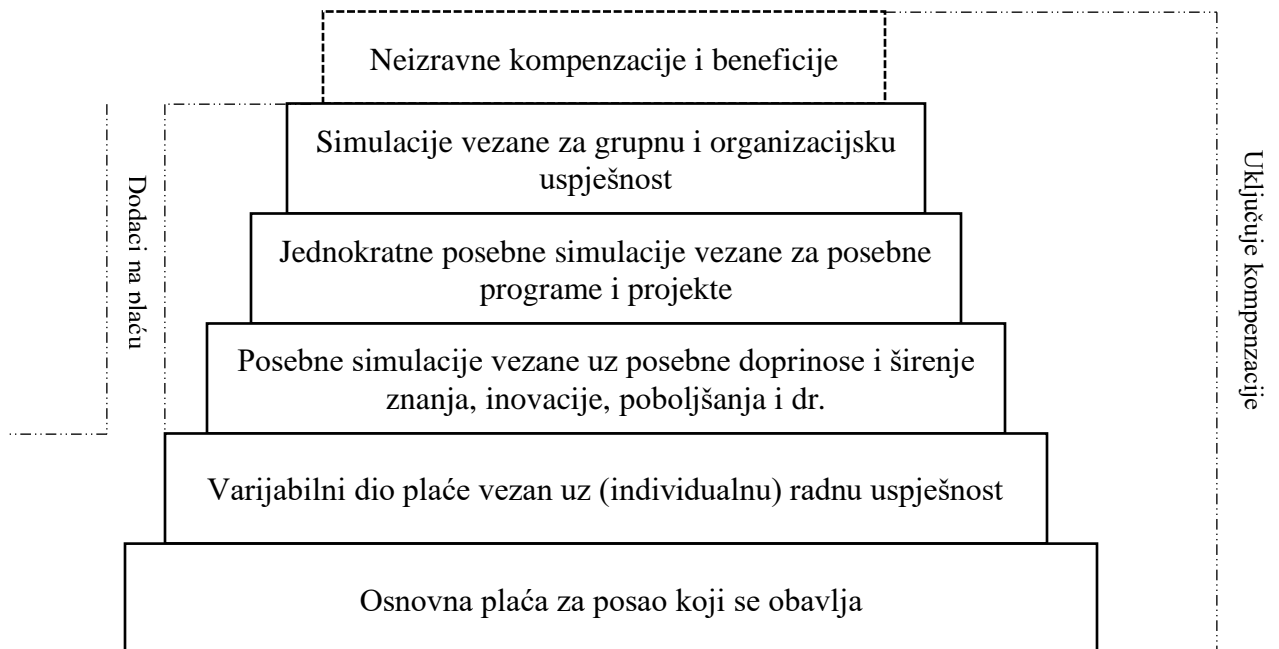 Neizravne kompenzacije i beneficije
Simulacije vezane za grupnu i organizacijsku
uspješnost
Jednokratne posebne simulacije vezane za posebne
programe i projekte
Posebne simulacije vezane uz posebne doprinose i širenje
znanja, inovacije, poboljšanja i dr.
Varijabilni dio plaće vezan uz (individualnu) radnu uspješnost
Osnovna plaća za posao koji se obavlja
Dodaci na plaću
Uključuje kompenzacije